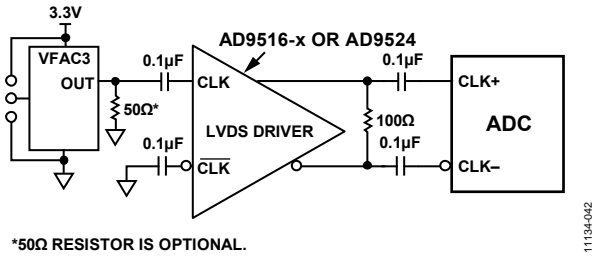 3.3V
VFAC3
OUT
50Ω*
0.1µF
0.1µF
AD9516-x OR AD9524
CLK
LVDS DRIVER
CLK
0.1µF
100Ω
0.1µF
CLK+
ADC
CLK–
*50Ω RESISTOR IS OPTIONAL.
11134-042